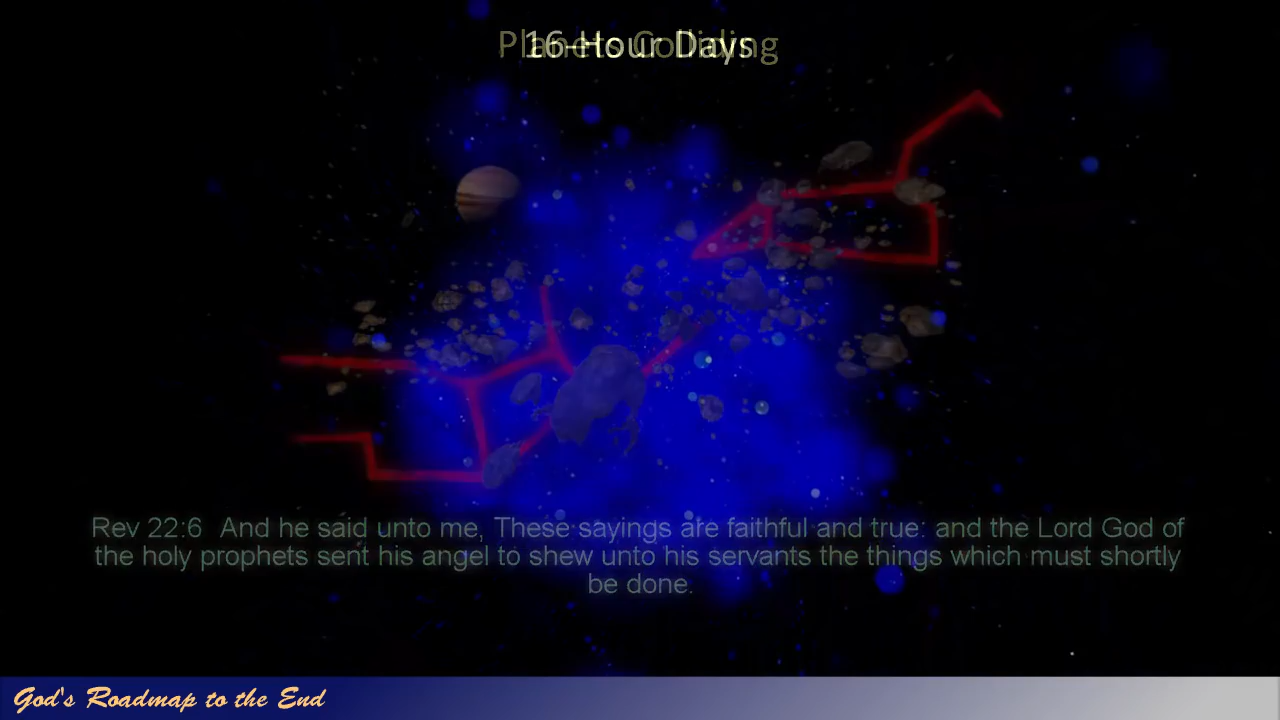 Planets Colliding
16-Hour Days
Rev 22:6  And he said unto me, These sayings are faithful and true: and the Lord God of
the holy prophets sent his angel to shew unto his servants the things which must shortly
be done.
God's Roadmap to the End